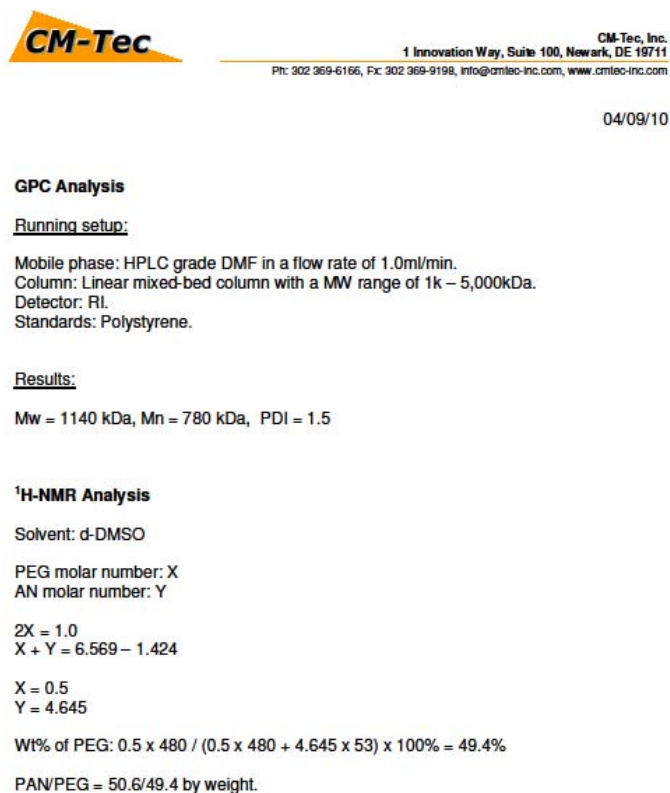 CM-Tec
CM-Tec, Inc.
1 Innovation Way, Suite 100, Newark, DE 19711
Ph: 302 369-6166, Fx: 302 369-9198, info@cmtec-inc.com, www.cmtec-inc.com
04/09/10
GPC Analysis
Running setup:
Mobile phase: HPLC grade DMF in a flow rate of 1.0ml/min.
Column: Linear mixed-bed column with a MW range of 1k – 5,000kDa.
Detector: RI.
Standards: Polystyrene.
Results:
Mw = 1140 kDa, Mn = 780 kDa, PDI = 1.5
¹H-NMR Analysis
Solvent: d-DMSO
PEG molar number: X
AN molar number: Y
2X = 1.0
X + Y = 6.569 – 1.424
X = 0.5
Y = 4.645
Wt% of PEG: 0.5 x 480 / (0.5 x 480 + 4.645 x 53) x 100% = 49.4%
PAN/PEG = 50.6/49.4 by weight.